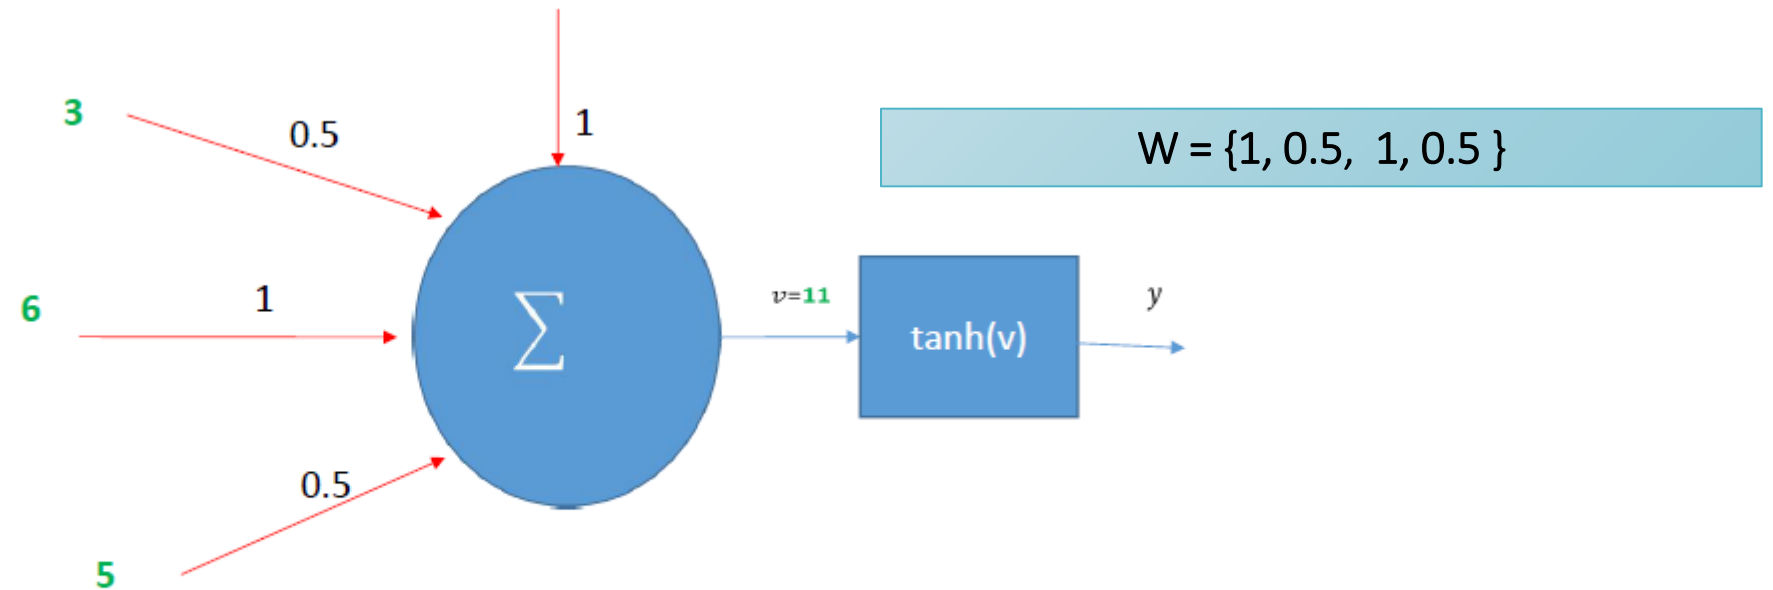 3
0.5
1
W = {1, 0.5, 1, 0.5 }
6
1
∑
v=11
tanh(v)
y
0.5
5